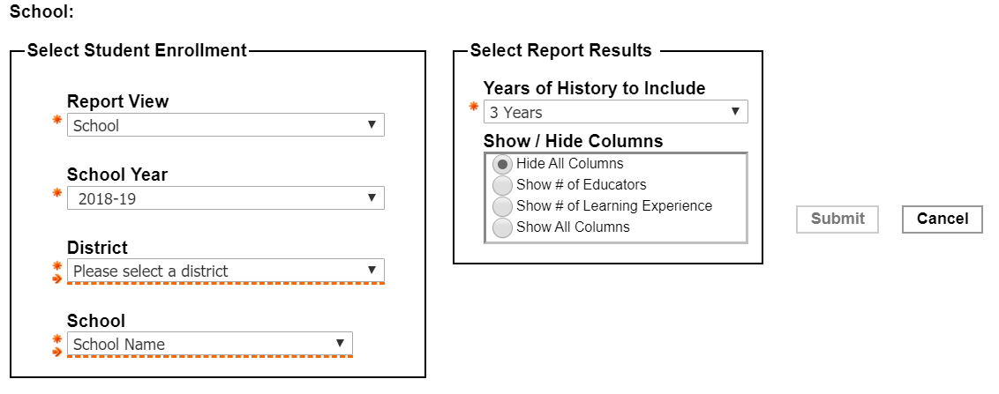 School:
Select Student Enrollment
Report View
School
School Year
2018-19
District
Please select a district
School
School Name
Select Report Results
Years of History to Include
3 Years
Show / Hide Columns
Hide All Columns
Show # of Educators
Show # of Learning Experience
Show All Columns
Submit
Cancel